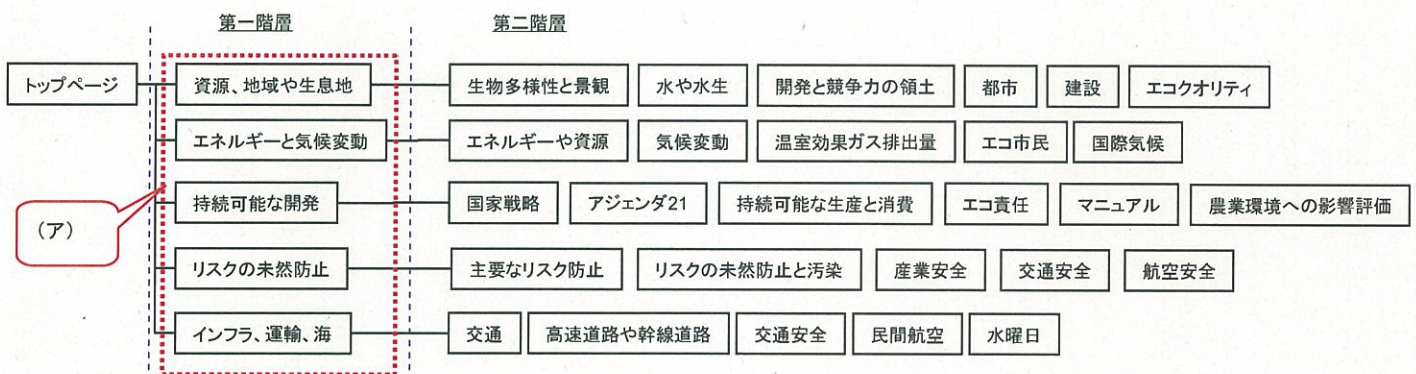 第一階層 第二階層
トップページ 資源、地域や生息地 生物多様性と景観 水や水生 開発と競争力の領土 都市 建設 エコクオリティ
エネルギーと気候変動 エネルギーや資源 気候変動 温室効果ガス排出量 エコ市民 国際気候
持続可能な開発 国家戦略 アジェンダ21 持続可能な生産と消費 エコ責任 マニュアル 農業環境への影響評価
(ア)
リスクの未然防止 主要なリスク防止 リスクの未然防止と汚染 産業安全 交通安全 航空安全
インフラ、運輸、海 交通 高速道路や幹線道路 交通安全 民間航空 水曜日